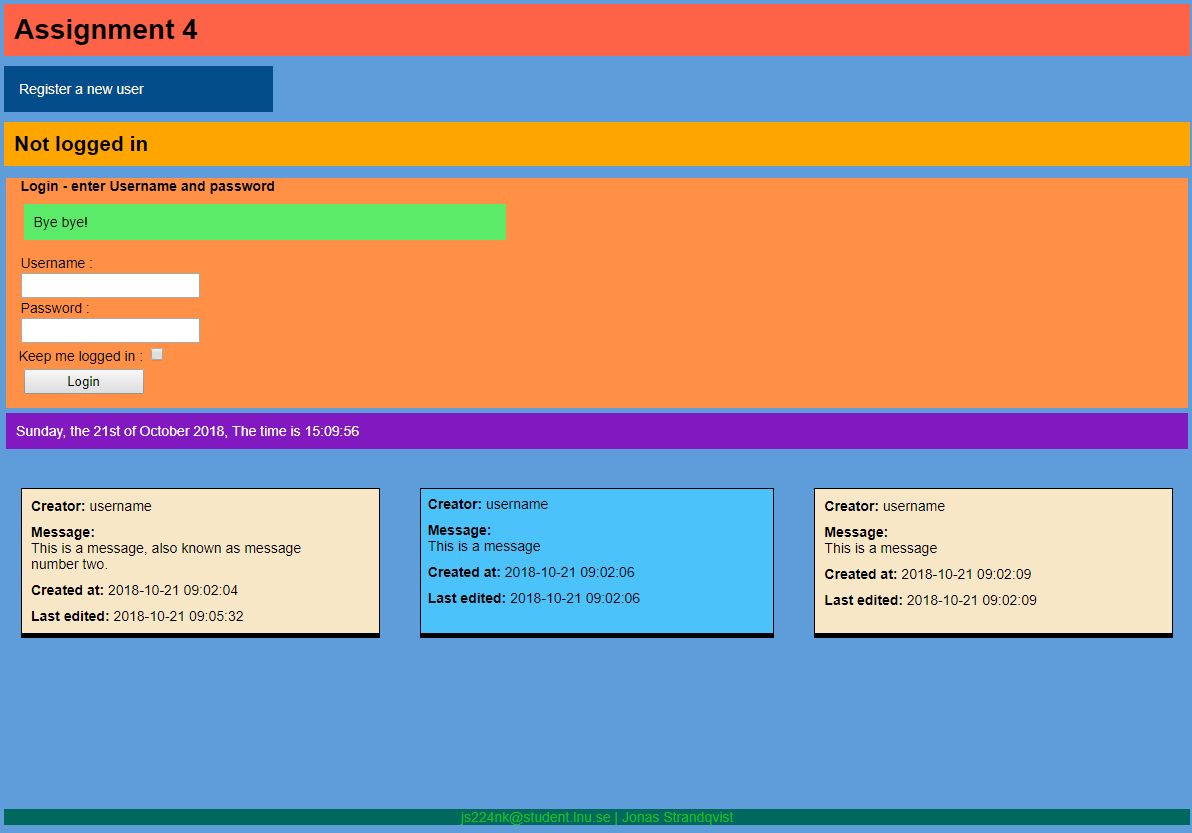 Assignment 4
Register a new user
Not logged in
Login - enter Username and password
Bye bye!
Username :
Password :
Keep me logged in :
Login
Sunday, the 21st of October 2018, The time is 15:09:56
Creator: username
Message:
This is a message, also known as message
number two.
Created at: 2018-10-21 09:02:04
Last edited: 2018-10-21 09:05:32
Creator: username
Message:
This is a message
Created at: 2018-10-21 09:02:06
Last edited: 2018-10-21 09:02:06
Creator: username
Message:
This is a message
Created at: 2018-10-21 09:02:09
Last edited: 2018-10-21 09:02:09
js224nk@student.lnu.se | Jonas Strandqvist